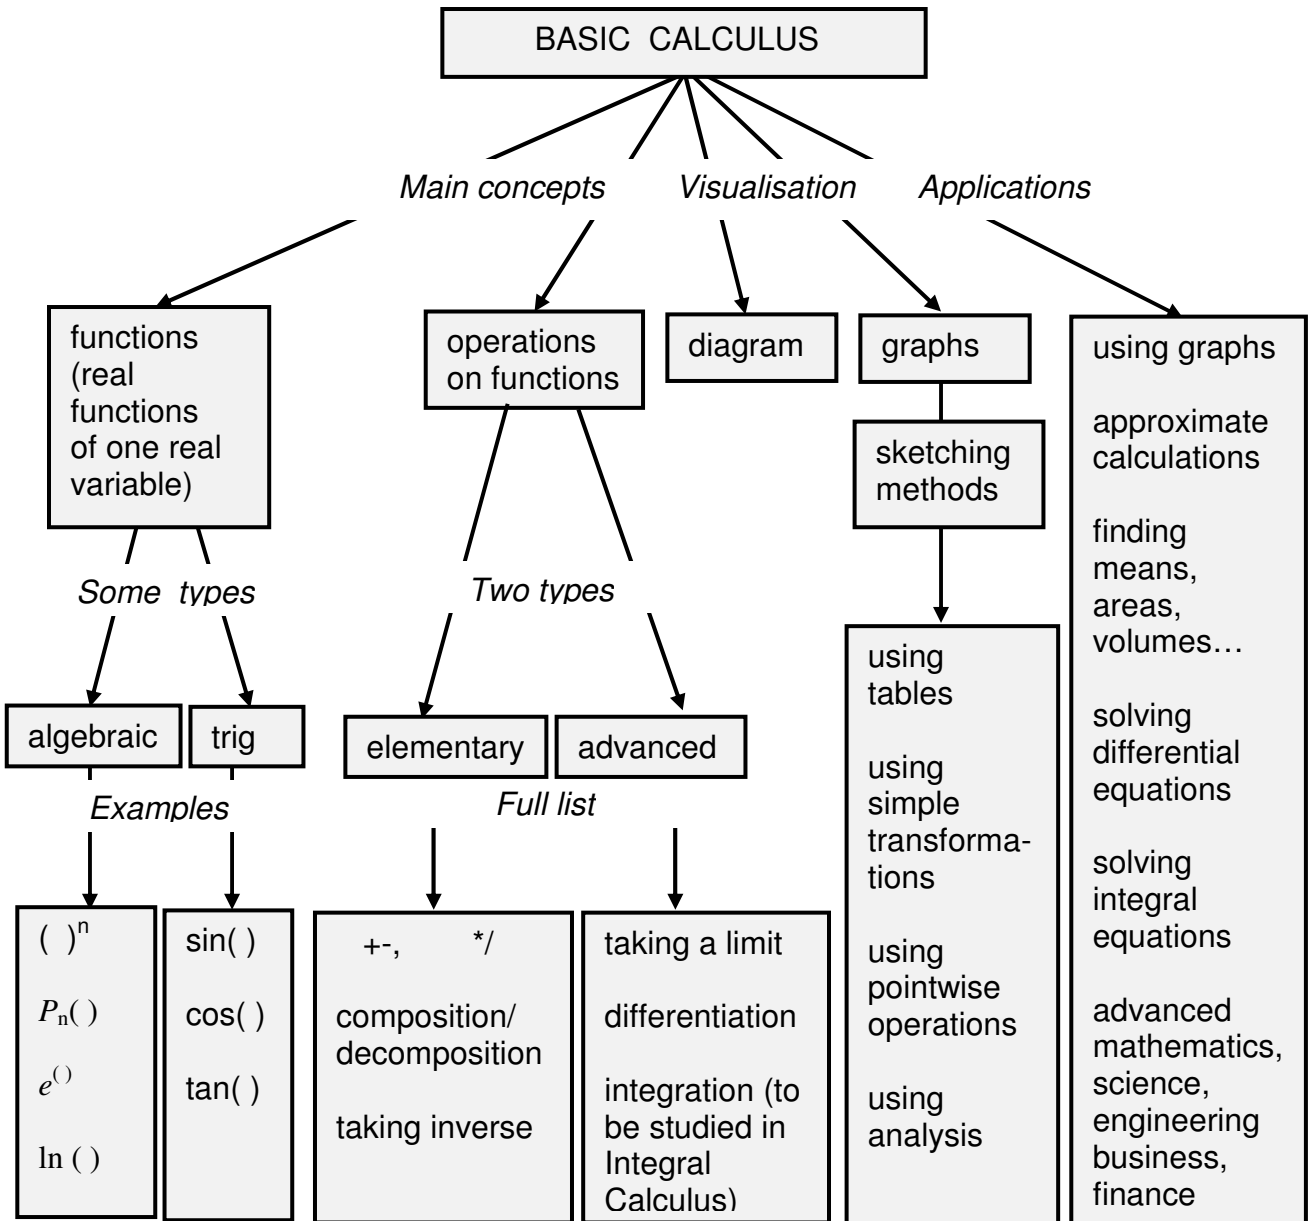 BASIC CALCULUS
Main concepts
Visualisation
Applications
functions
(real
functions
of one real
variable)
operations
on functions
diagram
graphs
sketching
methods
using graphs
approximate
calculations
finding
means,
areas,
volumes…
solving
differential
equations
solving
integral
equations
advanced
mathematics,
science,
engineering
business,
finance
Some types
Two types
algebraic
trig
elementary
advanced
using
tables
using
simple
transforma-
tions
using
pointwise
operations
using
analysis
Examples
Full list
( )ⁿ
Pₙ( )
e⁽ ⁾
ln ( )
sin( )
cos( )
tan( )
+-, */
composition/
decomposition
taking inverse
taking a limit
differentiation
integration (to
be studied in
Integral
Calculus)